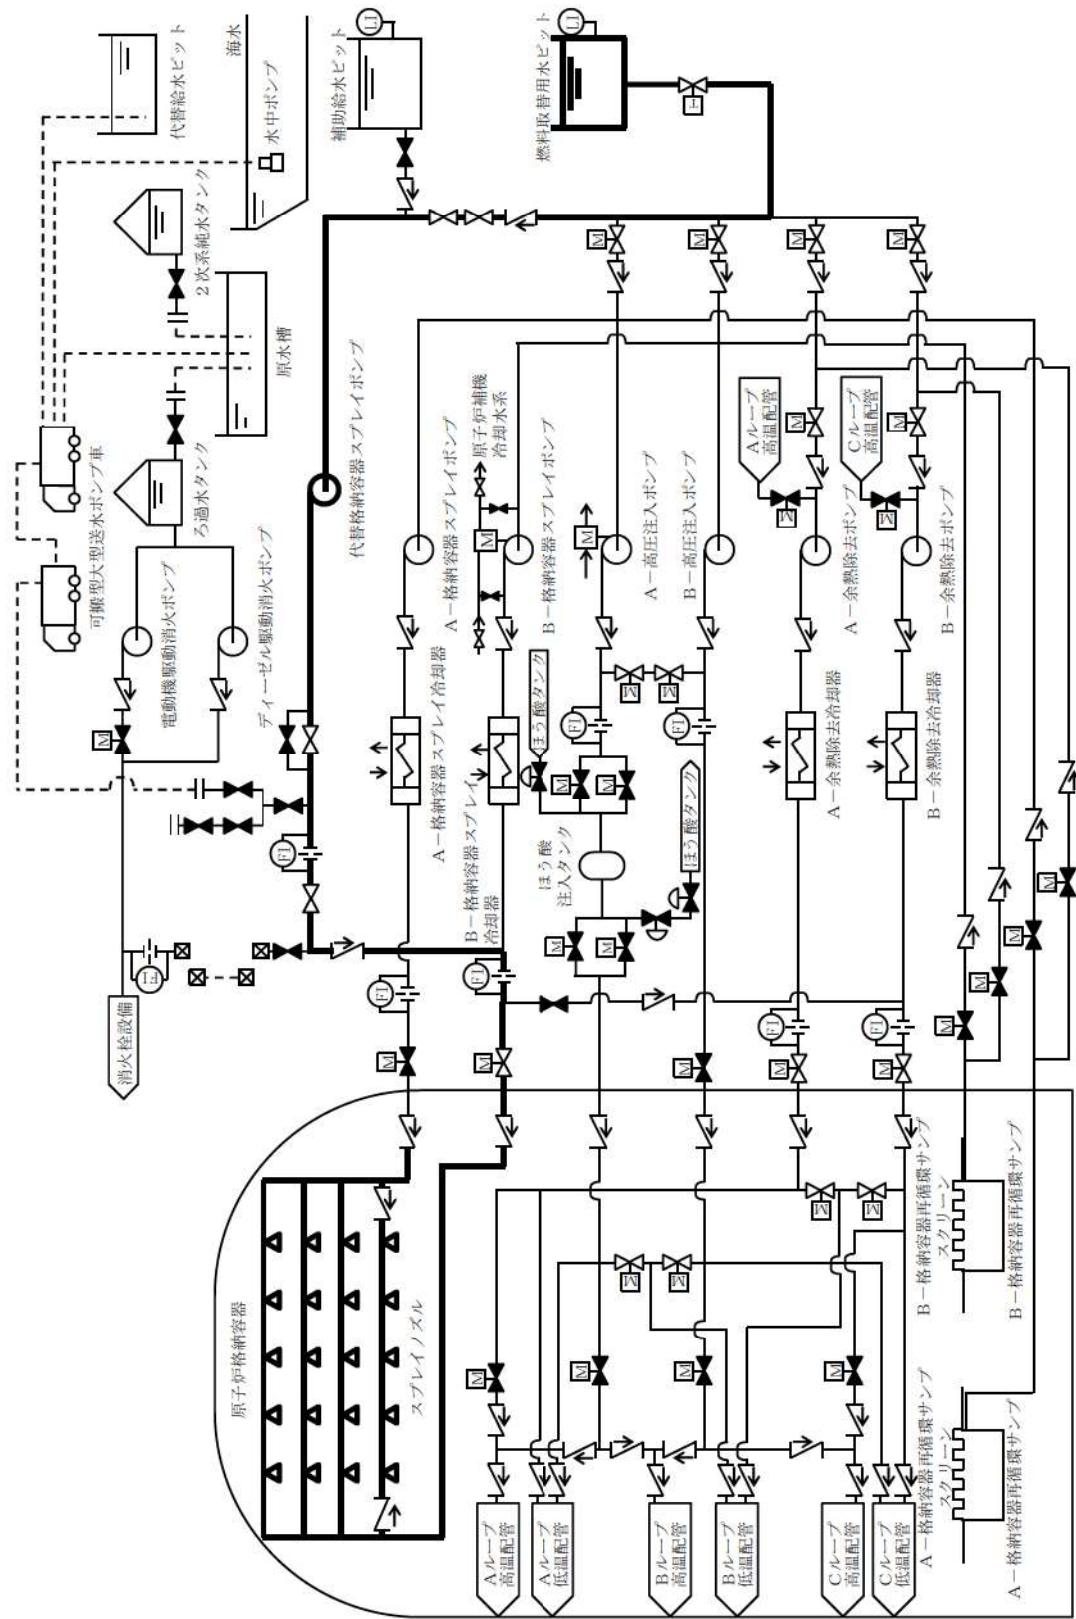 代替給水ピット
海水
水中ポンプ
補助給水ピット
LI
燃料取替用水ピット
LI
T
2次系純水タンク
原水槽
ろ過水タンク
可搬型大型送水ポンプ車
電動機駆動消火ポンプ
ディーゼル駆動消火ポンプ
M
FI
消火栓設備
FI
代替格納容器スプレイポンプ
A-格納容器スプレイポンプ
原子炉補機
冷却水系
M
B-格納容器スプレイポンプ
M
A-高圧注入ポンプ
B-高圧注入ポンプ
M
M
M
M
Aループ
高温配管
M
M
Cループ
高温配管
M
M
A-余熱除去ポンプ
B-余熱除去ポンプ
A-格納容器スプレイ冷却器
B-格納容器スプレイ
冷却器
ほう酸タンク
FI
M
M
M
M
FI
ほう酸
注入タンク
ほう酸タンク
M
M
A-余熱除去冷却器
B-余熱除去冷却器
FI
FI
FI
FI
M
M
M
M
M
M
M
M
M
原子炉格納容器
スプレイノズル
M
M
M
M
M
M
M
M
Aループ
高温配管
Aループ
低温配管
Bループ
高温配管
Bループ
低温配管
Cループ
高温配管
Cループ
低温配管
B-格納容器再循環サンプ
スクリーン
B-格納容器再循環サンプ
A-格納容器再循環サンプ
スクリーン
A-格納容器再循環サンプ